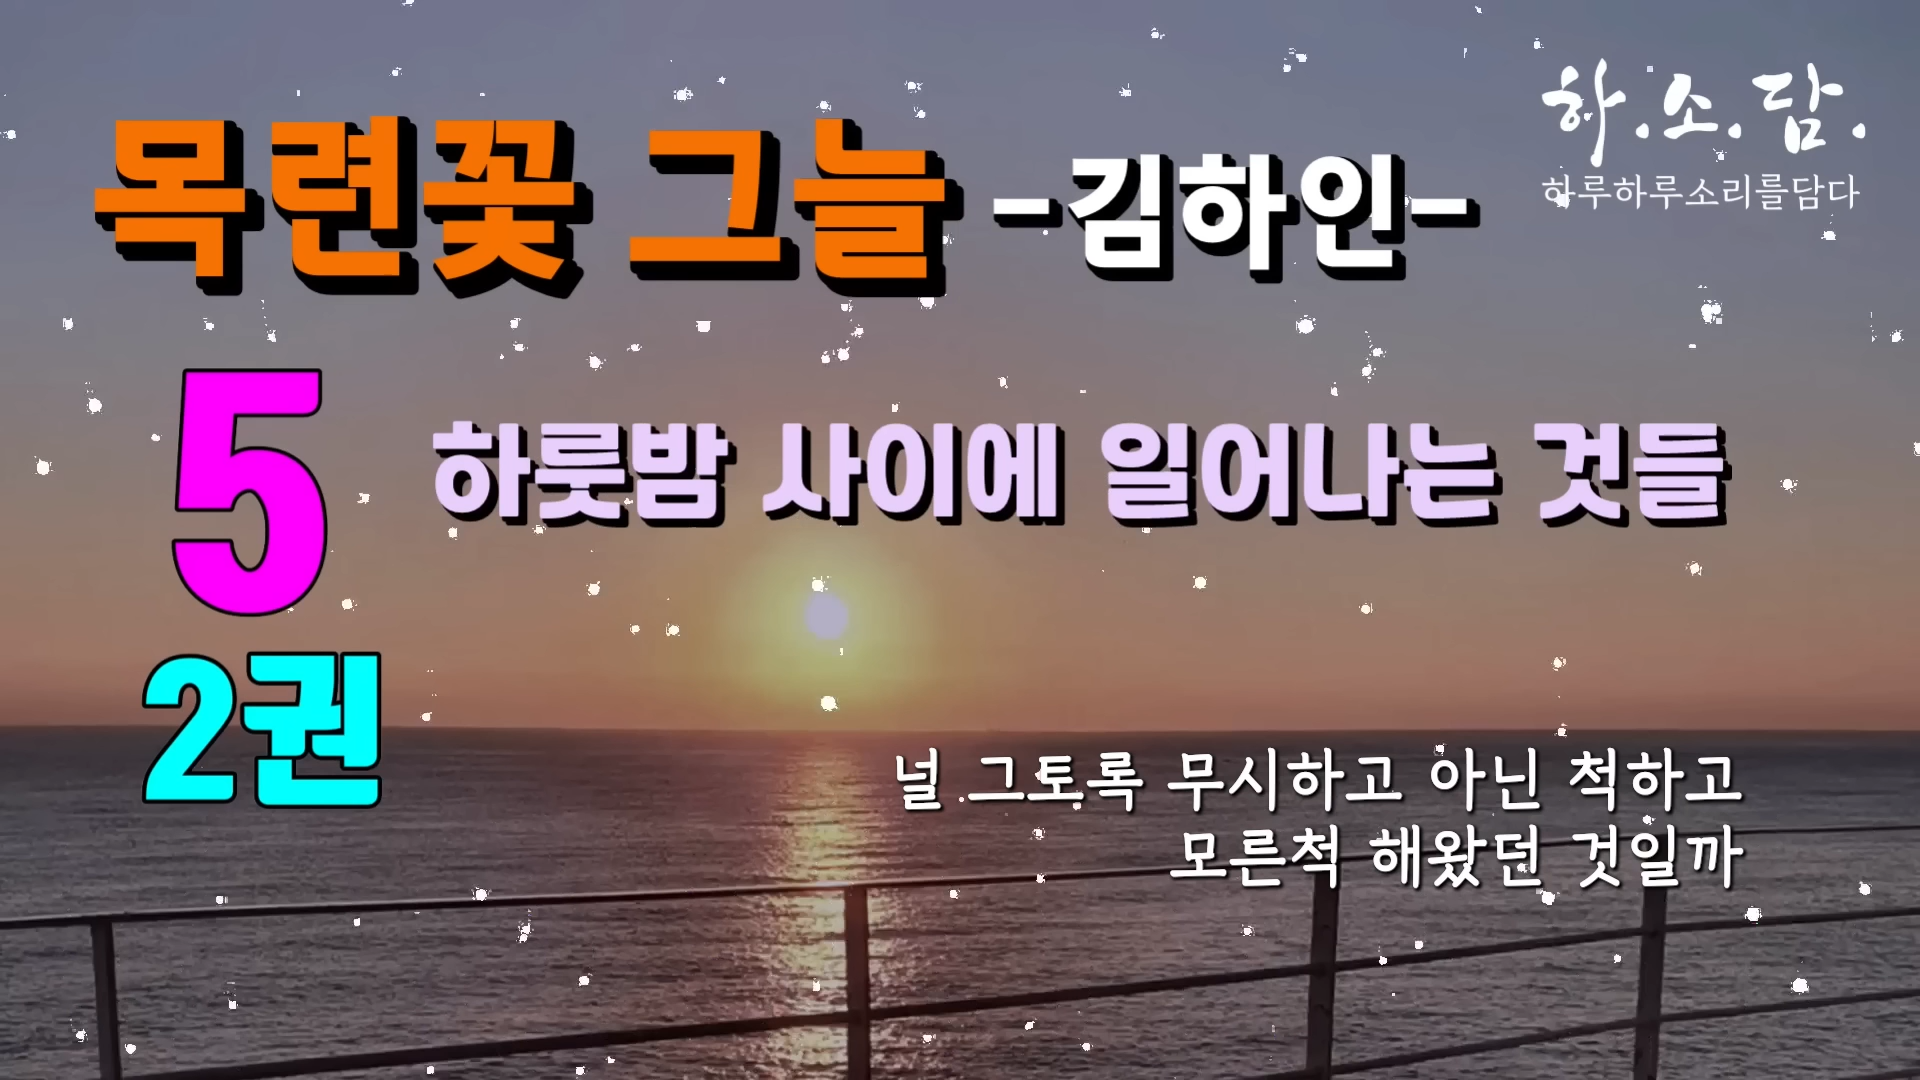 목련꽃 그늘 -김하인-
하.소.담.
하루하루소리를담다
5
하룻밤 사이에 일어나는 것들
2권
널 그토록 무시하고 아닌 척하고
모른척 해왔던 것일까